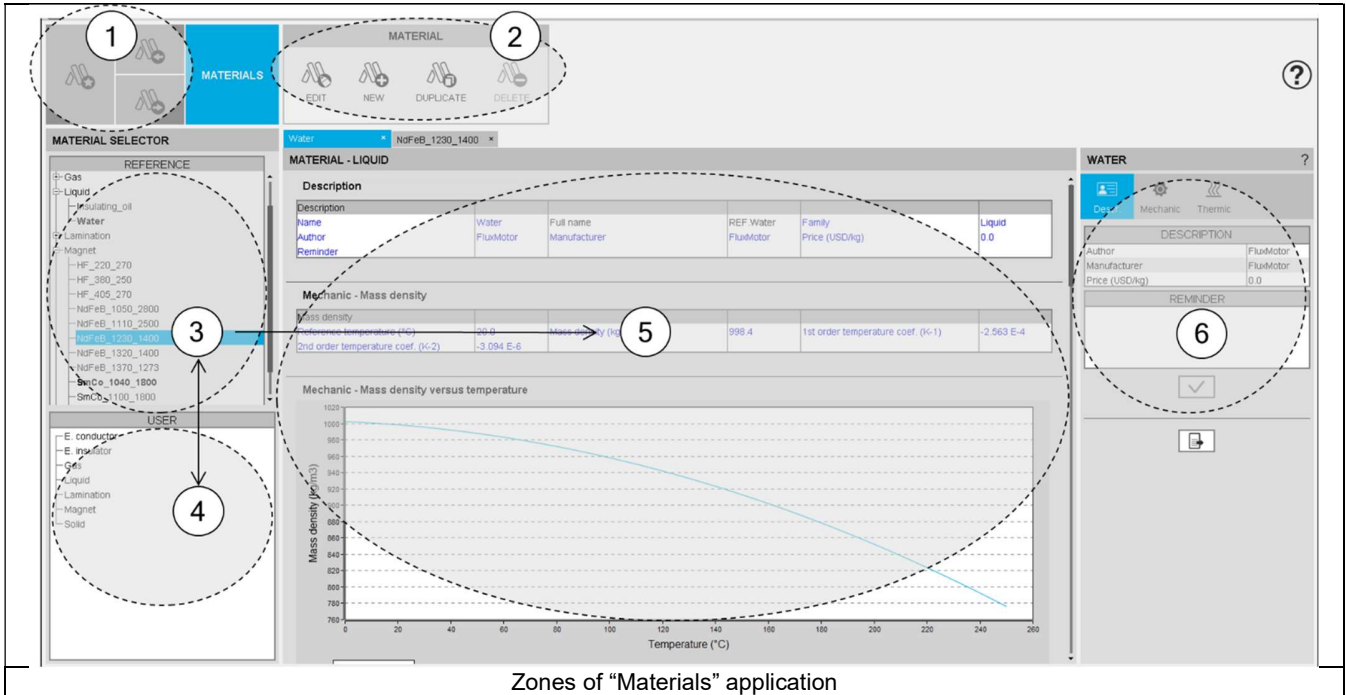 1
2
MATERIAL
MATERIALS
EDIT NEW DUPLICATE DELETE
?
MATERIAL SELECTOR
REFERENCE
Gas
Liquid
Insulating_oil
Water
Lamination
Magnet
HF_220_270
HF_380_250
HF_405_270
NdFeB_1050_2800
NdFeB_1110_2500
NdFeB_1230_1400
NdFeB_1320_1400
NdFeB_1370_1273
SmCo_1040_1800
SmCo_1100_1800
3
USER
E. conductor
E. insulator
Gas
Liquid
Lamination
Magnet
Solid
4
Water × NdFeB_1230_1400 ×
MATERIAL - LIQUID
Description
Description
Name Water Full name REF.Water Family Liquid
Author FluxMotor Manufacturer FluxMotor Price (USD/kg) 0.0
Reminder
Mechanic - Mass density
Mass density
Reference temperature (°C) 20.0 Mass density (kg 998.4 1st order temperature coef. (K-1) -2.563 E-4
2nd order temperature coef. (K-2) -3.094 E-6
5
Mechanic - Mass density versus temperature
Mass density (kg/m3)
1020
1000
980
960
940
920
900
880
860
840
820
800
780
760
0 20 40 60 80 100 120 140 160 180 200 220 240 260
Temperature (°C)
WATER ?
Desc. Mechanic Thermic
DESCRIPTION
Author FluxMotor
Manufacturer FluxMotor
Price (USD/kg) 0.0
REMINDER
6
Zones of “Materials” application